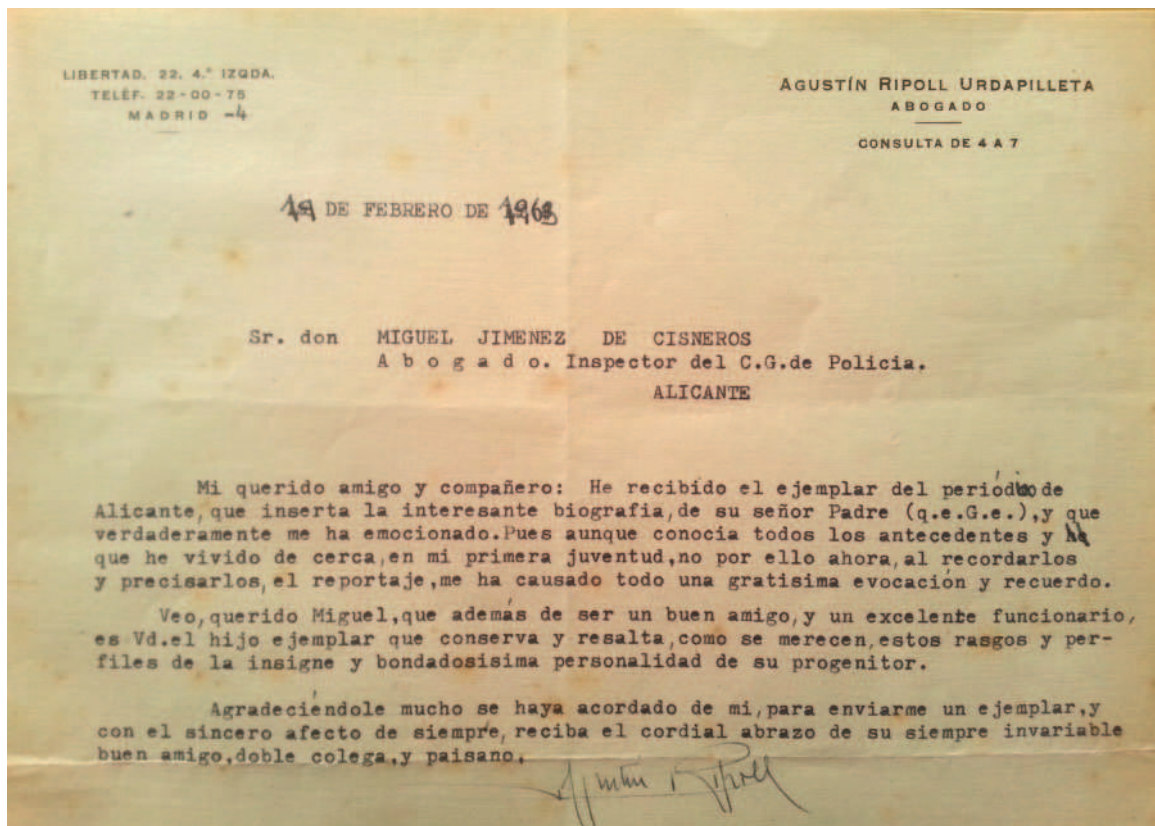 LIBERTAD, 22, 4.º IZQDA.
TELÉF. 22-00-75
MADRID -4
AGUSTÍN RIPOLL URDAPILLETA
ABOGADO
CONSULTA DE 4 A 7
DE FEBRERO DE
Sr. don MIGUEL JIMENEZ DE CISNEROS
A b o g a d o. Inspector del C.G.de Policia.
ALICANTE
Mi querido amigo y compañero: He recibido el ejemplar del periódico de
Alicante,que inserta la interesante biografia,de su señor Padre (q.e.G.e.),y que
verdaderamente me ha emocionado.Pues aunque conocia todos los antecedentes y
que he vivido de cerca,en mi primera juventud,no por ello ahora,al recordarlos
y precisarlos,el reportaje,me ha causado todo una gratisima evocación y recuerdo.
Veo,querido Miguel,que además de ser un buen amigo,y un excelente funcionario,
es Vd.el hijo ejemplar que conserva y resalta,como se merecen,estos rasgos y per-
files de la insigne y bondadosisima personalidad de su progenitor.
Agradeciéndole mucho se haya acordado de mi,para enviarme un ejemplar,y
con el sincero afecto de siempre,reciba el cordial abrazo de su siempre invariable
buen amigo,doble colega,y paisano,
Agustín Ripoll